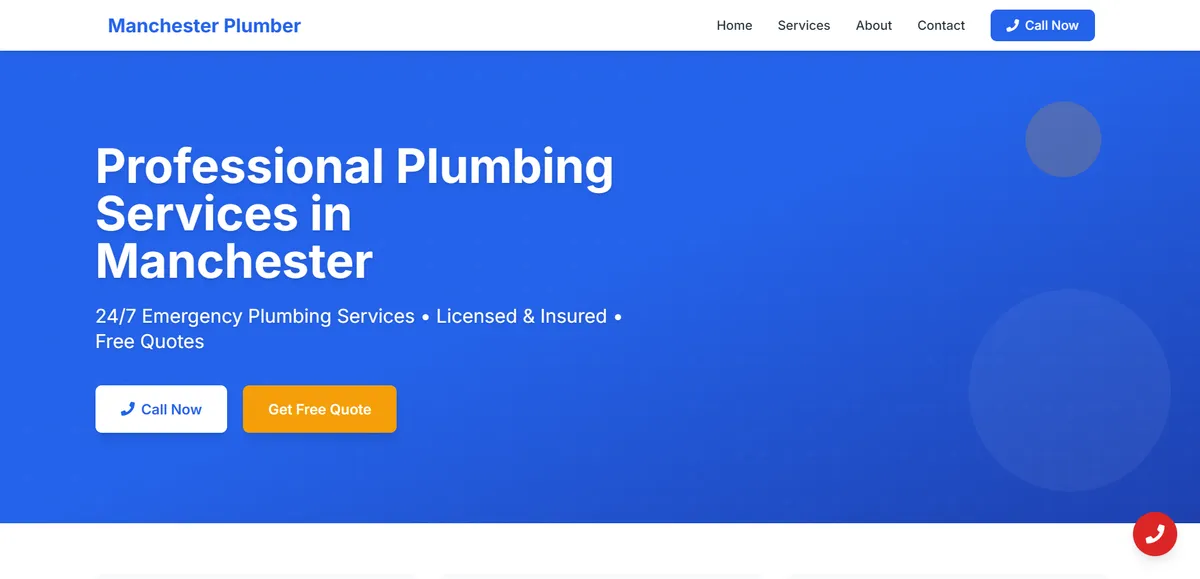 Manchester Plumber
Home
Services
About
Contact
Call Now
Professional Plumbing
Services in
Manchester
24/7 Emergency Plumbing Services • Licensed & Insured •
Free Quotes
Call Now
Get Free Quote